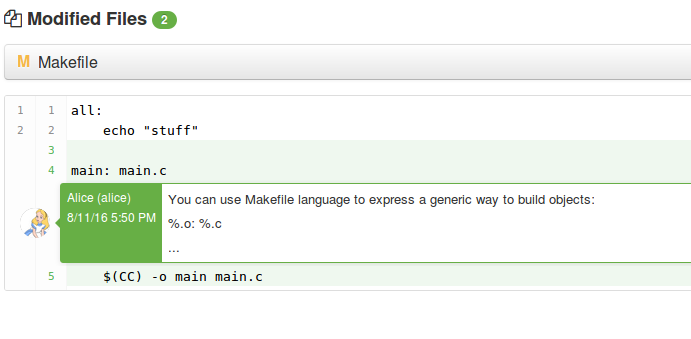 Modified Files 2
M Makefile
1 1 all:
2 2 echo "stuff"
3
4 main: main.c
Alice (alice)
8/11/16 5:50 PM
You can use Makefile language to express a generic way to build objects:
%.o: %.c
...
5 $(CC) -o main main.c